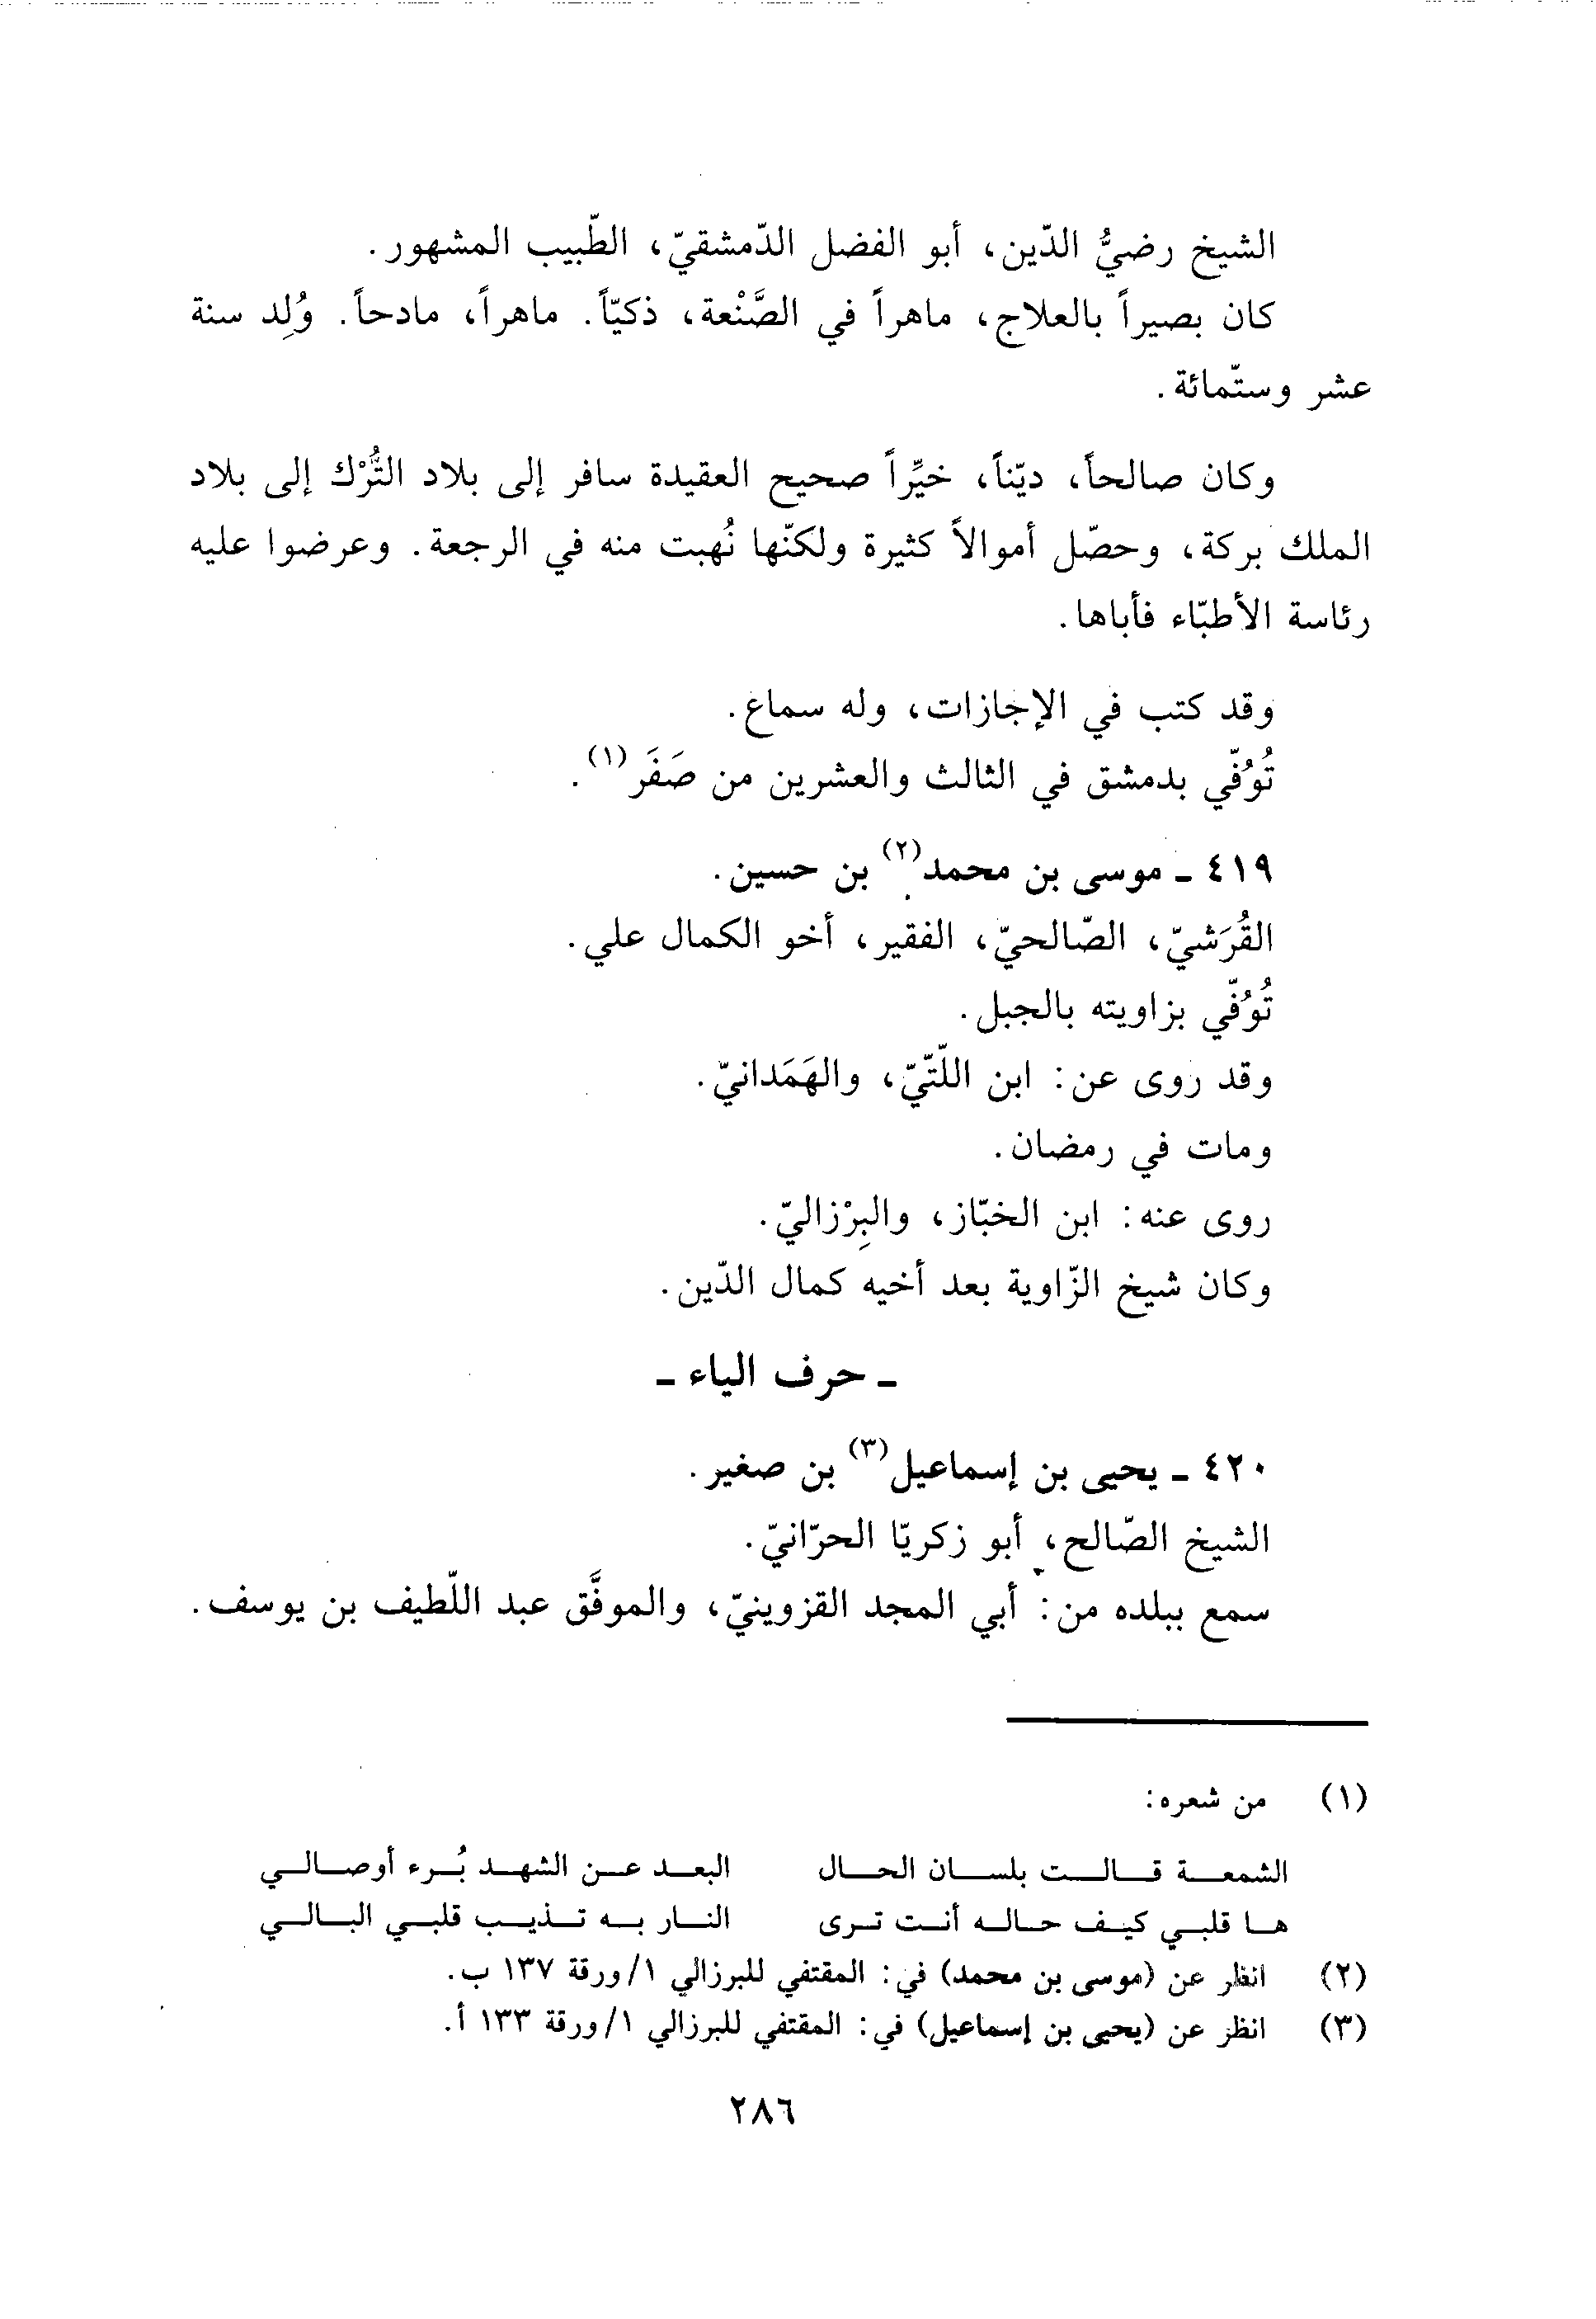 الشيخ رضيُّ الدّين، أبو الفضل الدّمشقيّ، الطّبيب المشهور.
كان بصيراً بالعلاج، ماهراً في الصَّنْعة، ذكيّاً. ماهراً، مادحاً. وُلِد سنة
عشر وستّمائة.
وكان صالحاً، ديّناً، خيِّراً صحيح العقيدة سافر إلى بلاد التُّرْك إلى بلاد
الملك بركة، وحصّل أموالاً كثيرة ولكنّها نُهبت منه في الرجعة. وعرضوا عليه
رئاسة الأطبّاء فأباها.
وقد كتب في الإجازات، وله سماع.
تُوُفّي بدمشق في الثالث والعشرين من صَفَر(١).
٤١٩ ـ موسى بن محمد(٢) بن حسين.
القُرَشيّ، الصّالحيّ، الفقير، أخو الكمال علي.
تُوُفّي بزاويته بالجبل.
وقد روى عن: ابن اللّتّيّ، والهَمَدانيّ.
ومات في رمضان.
روى عنه: ابن الخبّاز، والبِرْزاليّ.
وكان شيخ الزّاوية بعد أخيه كمال الدّين.
ـ حرف الياء ـ
٤٢٠ ـ يحيى بن إسماعيل(٣) بن صغير.
الشيخ الصّالح، أبو زكريّا الحرّانيّ.
سمع ببلده من: أبي المجد القزوينيّ، والموفَّق عبد اللّطيف بن يوسف.
(١) من شعره:
الشمعة قالت بلسان الحال البعد عن الشهد بُرء أوصالي
ها قلبي كيف حاله أنت ترى النار به تذيب قلبي البالي
(٢) انظر عن (موسى بن محمد) في: المقتفي للبرزالي ١/ورقة ١٣٧ ب.
(٣) انظر عن (يحيى بن إسماعيل) في: المقتفي للبرزالي ١/ورقة ١٣٣ أ.
٢٨٦